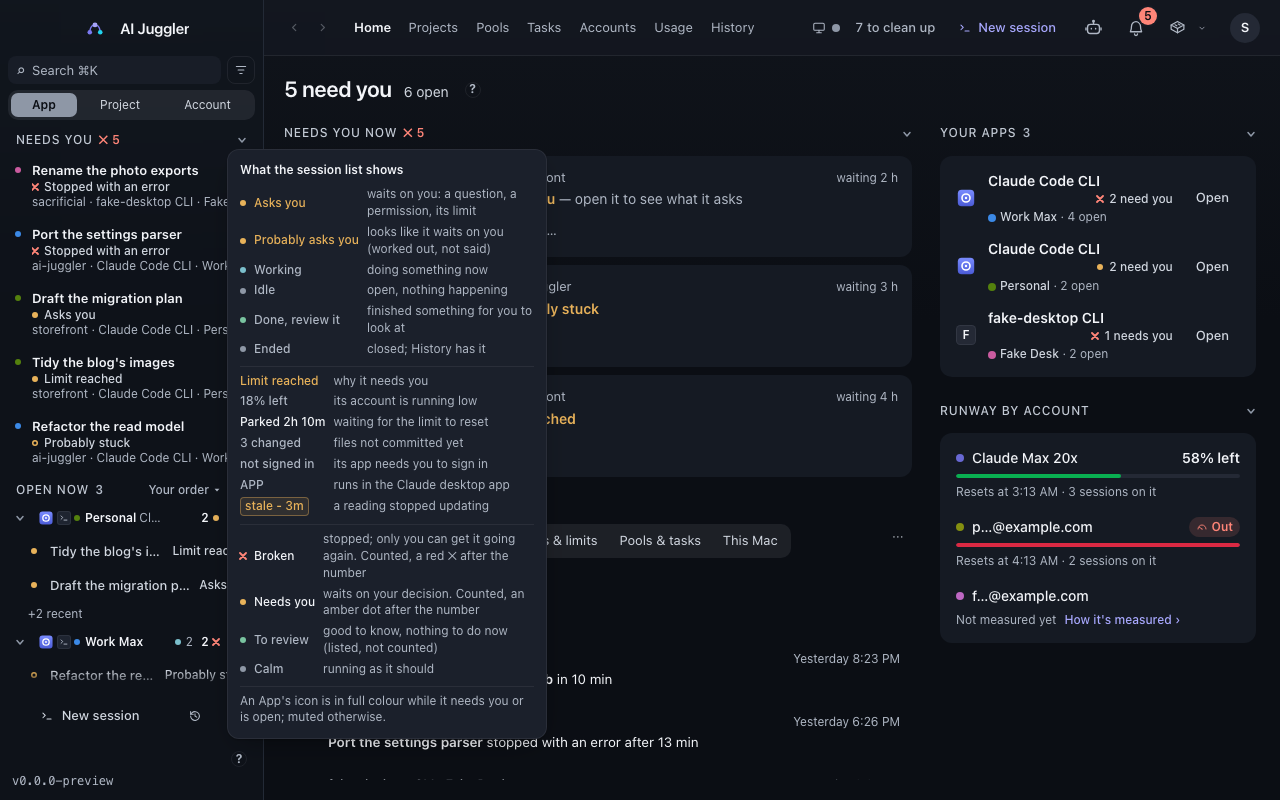 AI Juggler
Search ⌘K
App
Project
Account
NEEDS YOU 5
Rename the photo exports
Stopped with an error
sacrificial · fake-desktop CLI · Fake
Port the settings parser
Stopped with an error
ai-juggler · Claude Code CLI · Work
Draft the migration plan
Asks you
storefront · Claude Code CLI · Pers
Tidy the blog's images
Limit reached
storefront · Claude Code CLI · Pers
Refactor the read model
Probably stuck
ai-juggler · Claude Code CLI · Work
OPEN NOW 3
Your order
Personal Cl...
2
Tidy the blog's i...
Limit reac
Draft the migration p...
Asks
+2 recent
Work Max
2 2
Refactor the re...
Probably s
New session
?
v0.0.0-preview
Home
Projects
Pools
Tasks
Accounts
Usage
History
7 to clean up
New session
5
S
5 need you
6 open
?
NEEDS YOU NOW 5
ont
waiting 2 h
u — open it to see what it asks
...
gler
waiting 3 h
ly stuck
ont
waiting 4 h
ched
s & limits
Pools & tasks
This Mac
...
Yesterday 8:23 PM
b in 10 min
Yesterday 6:26 PM
Port the settings parser stopped with an error after 13 min
What the session list shows
Asks you
waits on you: a question, a
permission, its limit
Probably asks you
looks like it waits on you
(worked out, not said)
Working
doing something now
Idle
open, nothing happening
Done, review it
finished something for you to
look at
Ended
closed; History has it
Limit reached
why it needs you
18% left
its account is running low
Parked 2h 10m
waiting for the limit to reset
3 changed
files not committed yet
not signed in
its app needs you to sign in
APP
runs in the Claude desktop app
stale - 3m
a reading stopped updating
Broken
stopped; only you can get it going
again. Counted, a red ✕ after the
number
Needs you
waits on your decision. Counted, an
amber dot after the number
To review
good to know, nothing to do now
(listed, not counted)
Calm
running as it should
An App's icon is in full colour while it needs you or
is open; muted otherwise.
YOUR APPS 3
Claude Code CLI
2 need you
Open
Work Max · 4 open
Claude Code CLI
2 need you
Open
Personal · 2 open
F
fake-desktop CLI
1 needs you
Open
Fake Desk · 2 open
RUNWAY BY ACCOUNT
Claude Max 20x
58% left
Resets at 3:13 AM · 3 sessions on it
p...@example.com
Out
Resets at 4:13 AM · 2 sessions on it
f...@example.com
Not measured yet
How it's measured ›